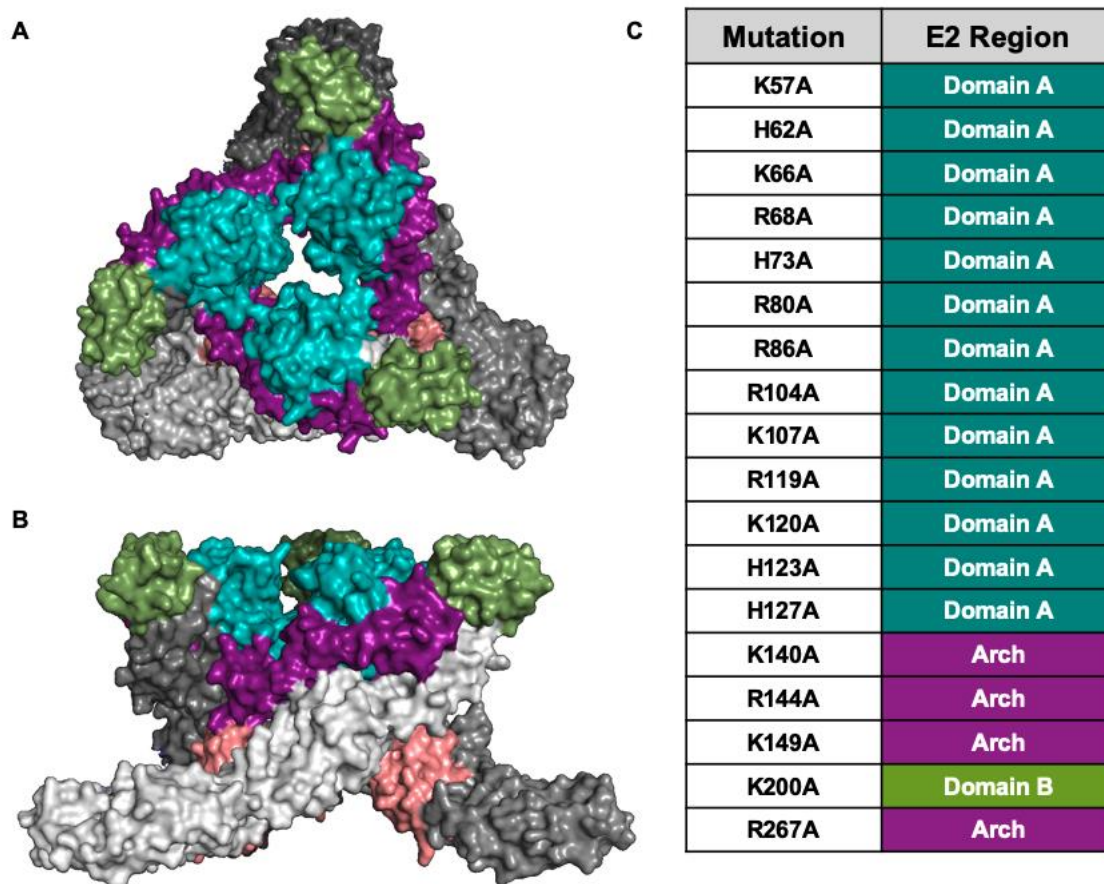 A
B
C
Mutation E2 Region
K57A Domain A
H62A Domain A
K66A Domain A
R68A Domain A
H73A Domain A
R80A Domain A
R86A Domain A
R104A Domain A
K107A Domain A
R119A Domain A
K120A Domain A
H123A Domain A
H127A Domain A
K140A Arch
R144A Arch
K149A Arch
K200A Domain B
R267A Arch